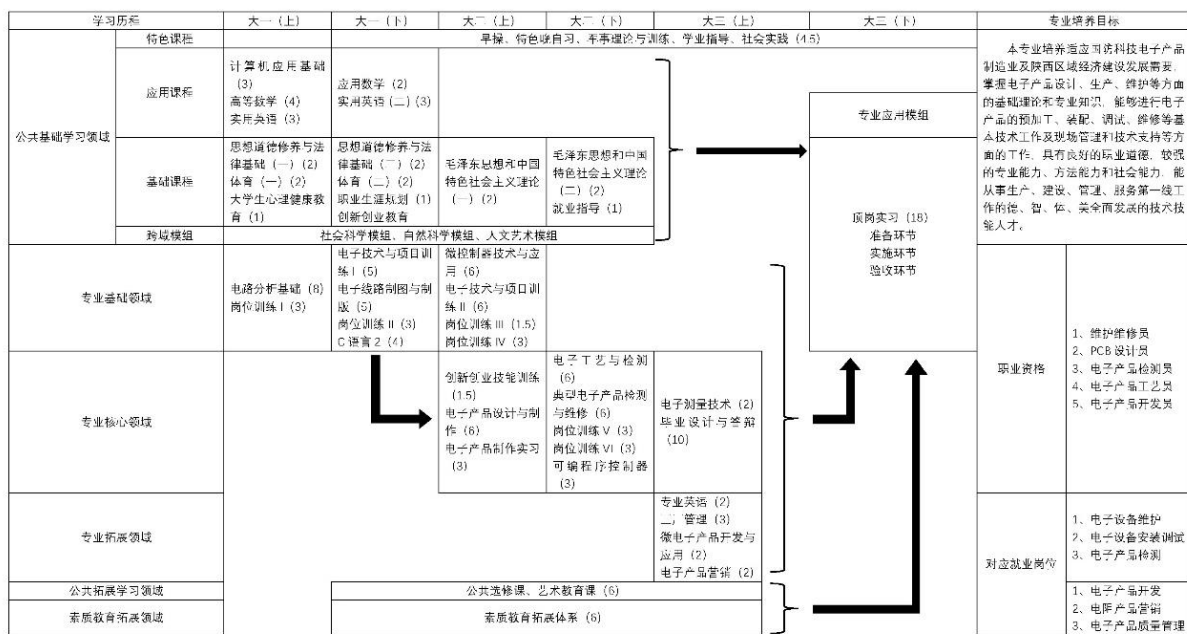 学习历程
大一（上）
大一（下）
大二（上）
大二（下）
大三（上）
大三（下）
专业培养目标
公共基础学习领域
特色课程
早操、特色晚自习、军事理论与训练、学业指导、社会实践（4.5）
应用课程
计算机应用基础
（3）
高等数学（4）
实用英语（3）
应用数学（2）
实用英语（二）（3）
基础课程
思想道德修养与法
律基础（一）（2）
体育（一）（2）
大学生心理健康教
育（1）
思想道德修养与法
律基础（二）（2）
体育（二）（2）
职业生涯规划（1）
创新创业教育
毛泽东思想和中国
特色社会主义理论
（一）（2）
毛泽东思想和中国
特色社会主义理论
（二）（2）
就业指导（1）
跨域模组
社会科学模组、自然科学模组、人文艺术模组
专业应用模组
顶岗实习（18）
准备环节
实施环节
验收环节
本专业培养适应国防科技电子产品
制造业及陕西区域经济建设发展需要，
掌握电子产品设计、生产、维护等方面
的基础理论和专业知识，能够进行电子
产品的预加工、装配、调试、维修等基
本技术工作及现场管理和技术支持等方
面的工作，具有良好的职业道德，较强
的专业能力、方法能力和社会能力，能
从事生产、建设、管理、服务第一线工
作的德、智、体、美全面发展的技术技
能人才。
专业基础领域
电路分析基础（8）
岗位训练 I（3）
电子技术与项目训
练 I（5）
电子线路制图与制
版（5）
岗位训练 II（3）
C 语言 2（4）
微控制器技术与应
用（6）
电子技术与项目训
练 II（6）
岗位训练 III（1.5）
岗位训练 IV（3）
专业核心领域
创新创业技能训练
（1.5）
电子产品设计与制
作（6）
电子产品制作实习
（3）
电子工艺与检测
（6）
典型电子产品检测
与维修（6）
岗位训练 V（3）
岗位训练 VI（3）
可编程序控制器
（3）
电子测量技术（2）
毕业设计与答辩
（10）
职业资格
1、维护维修员
2、PCB 设计员
3、电子产品检测员
4、电子产品工艺员
5、电子产品开发员
专业拓展领域
专业英语（2）
管理（3）
微电子产品开发与
应用（2）
电子产品营销（2）
对应就业岗位
1、电子设备维护
2、电子设备安装调试
3、电子产品检测
公共拓展学习领域
公共选修课、艺术教育课（6）
素质教育拓展领域
素质教育拓展体系（6）
1、电子产品开发
2、电阻产品营销
3、电子产品质量管理